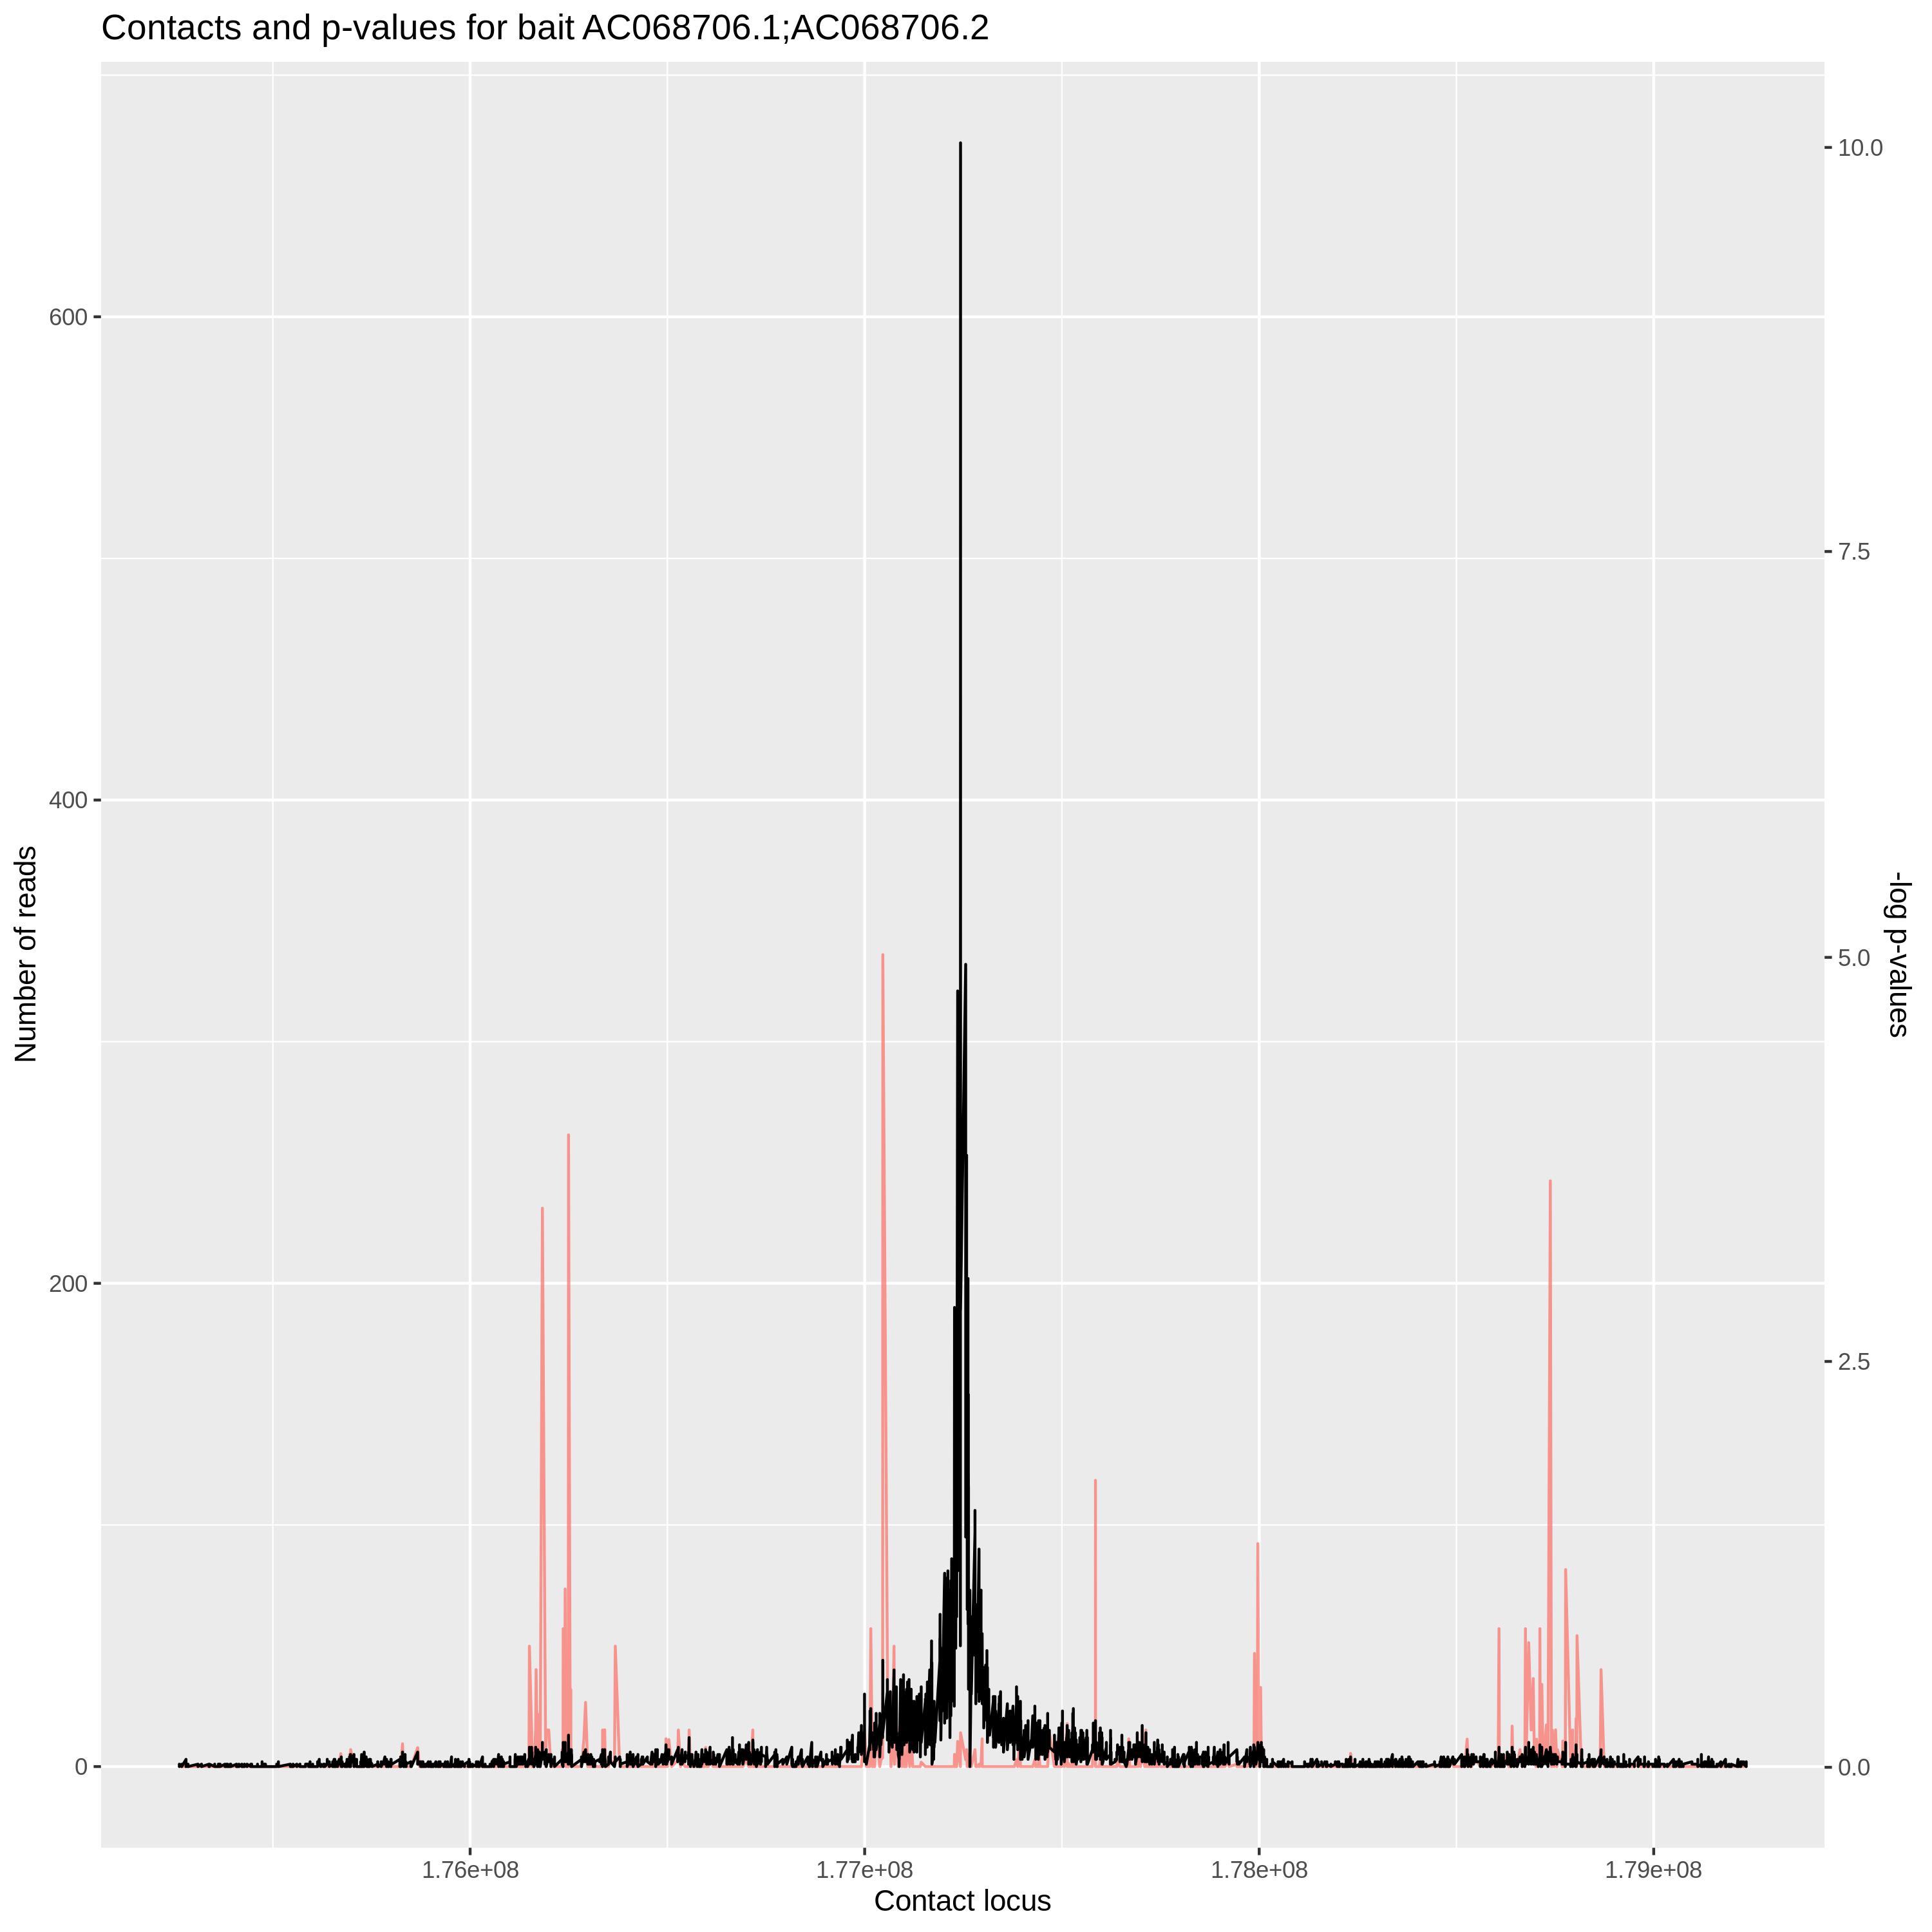 Contacts and p-values for bait AC068706.1;AC068706.2
Number of reads
600
400
200
0
10.0
7.5
5.0
2.5
0.0
-log p-values
1.76e+08
1.77e+08
1.78e+08
1.79e+08
Contact locus